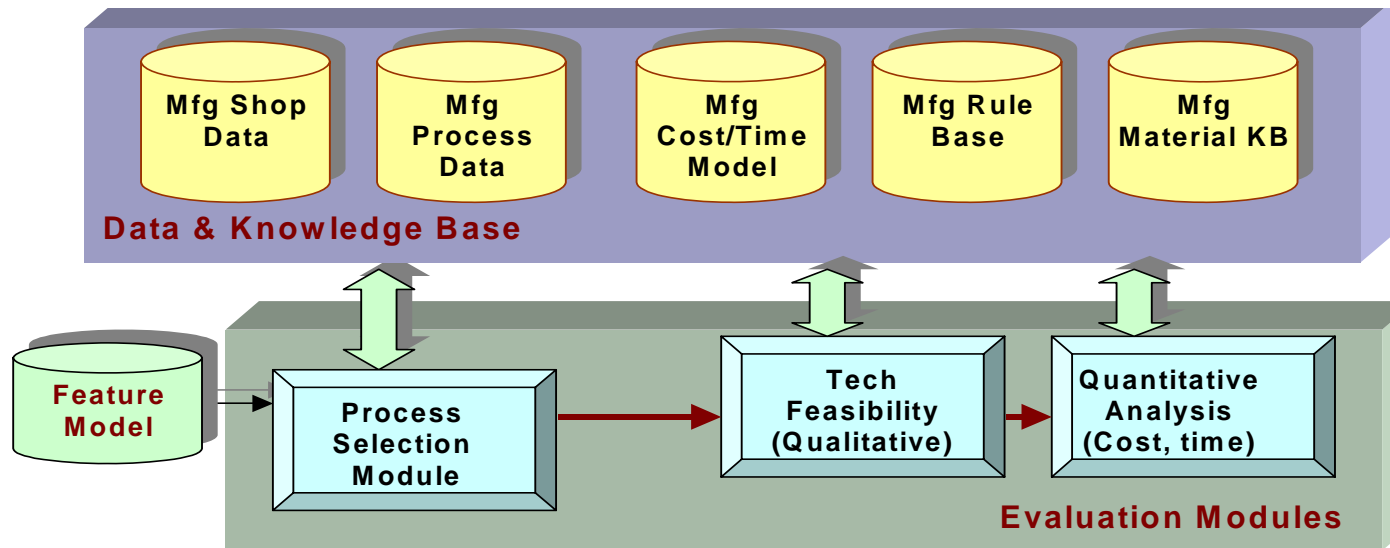 Mfg Shop
Data
Mfg
Process
Data
Mfg
Cost/Time
Model
Mfg Rule
Base
Mfg
Material KB
Data & Knowledge Base
Feature
Model
Process
Selection
Module
Tech
Feasibility
(Qualitative)
Quantitative
Analysis
(Cost, time)
Evaluation Modules